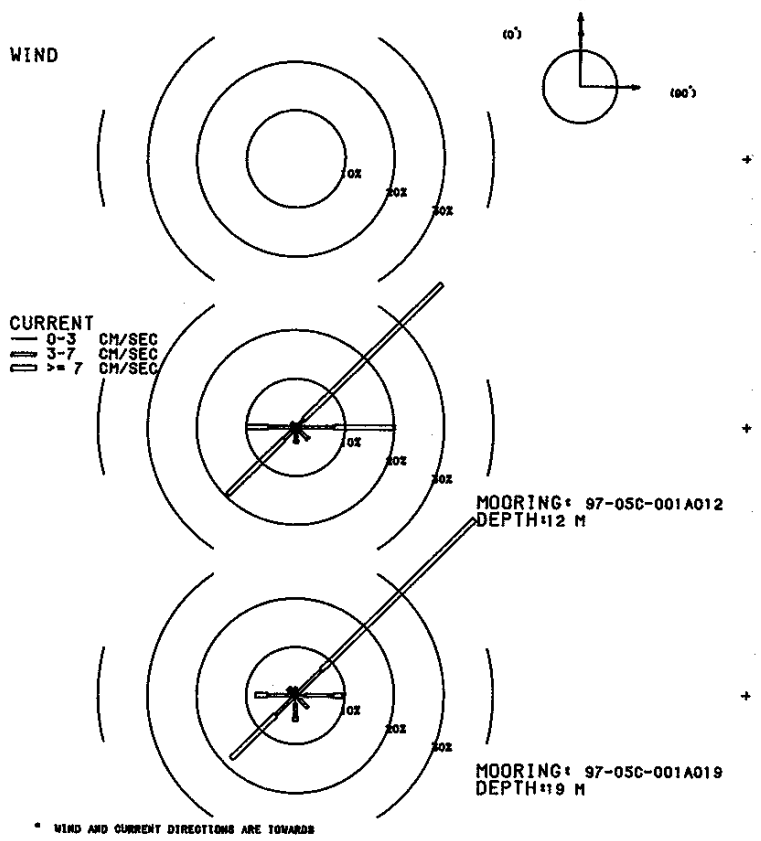 WIND
(0°)
(90°)
10%
20%
30%
CURRENT
0-3 CM/SEC
3-7 CM/SEC
>= 7 CM/SEC
10%
20%
30%
MOORING: 97-05C-001A012
DEPTH:12 M
10%
20%
30%
MOORING: 97-05C-001A019
DEPTH:19 M
* WIND AND CURRENT DIRECTIONS ARE TOWARDS